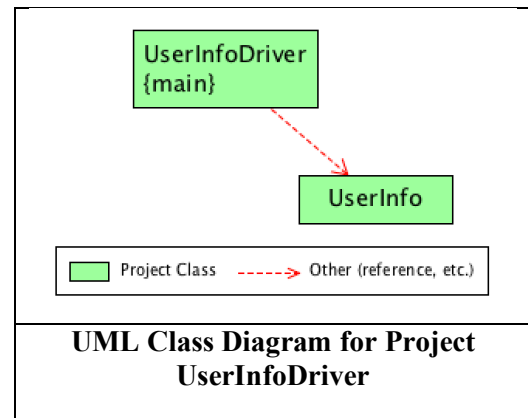 UserInfoDriver
{main}
UserInfo
Project Class
Other (reference, etc.)
UML Class Diagram for Project
UserInfoDriver